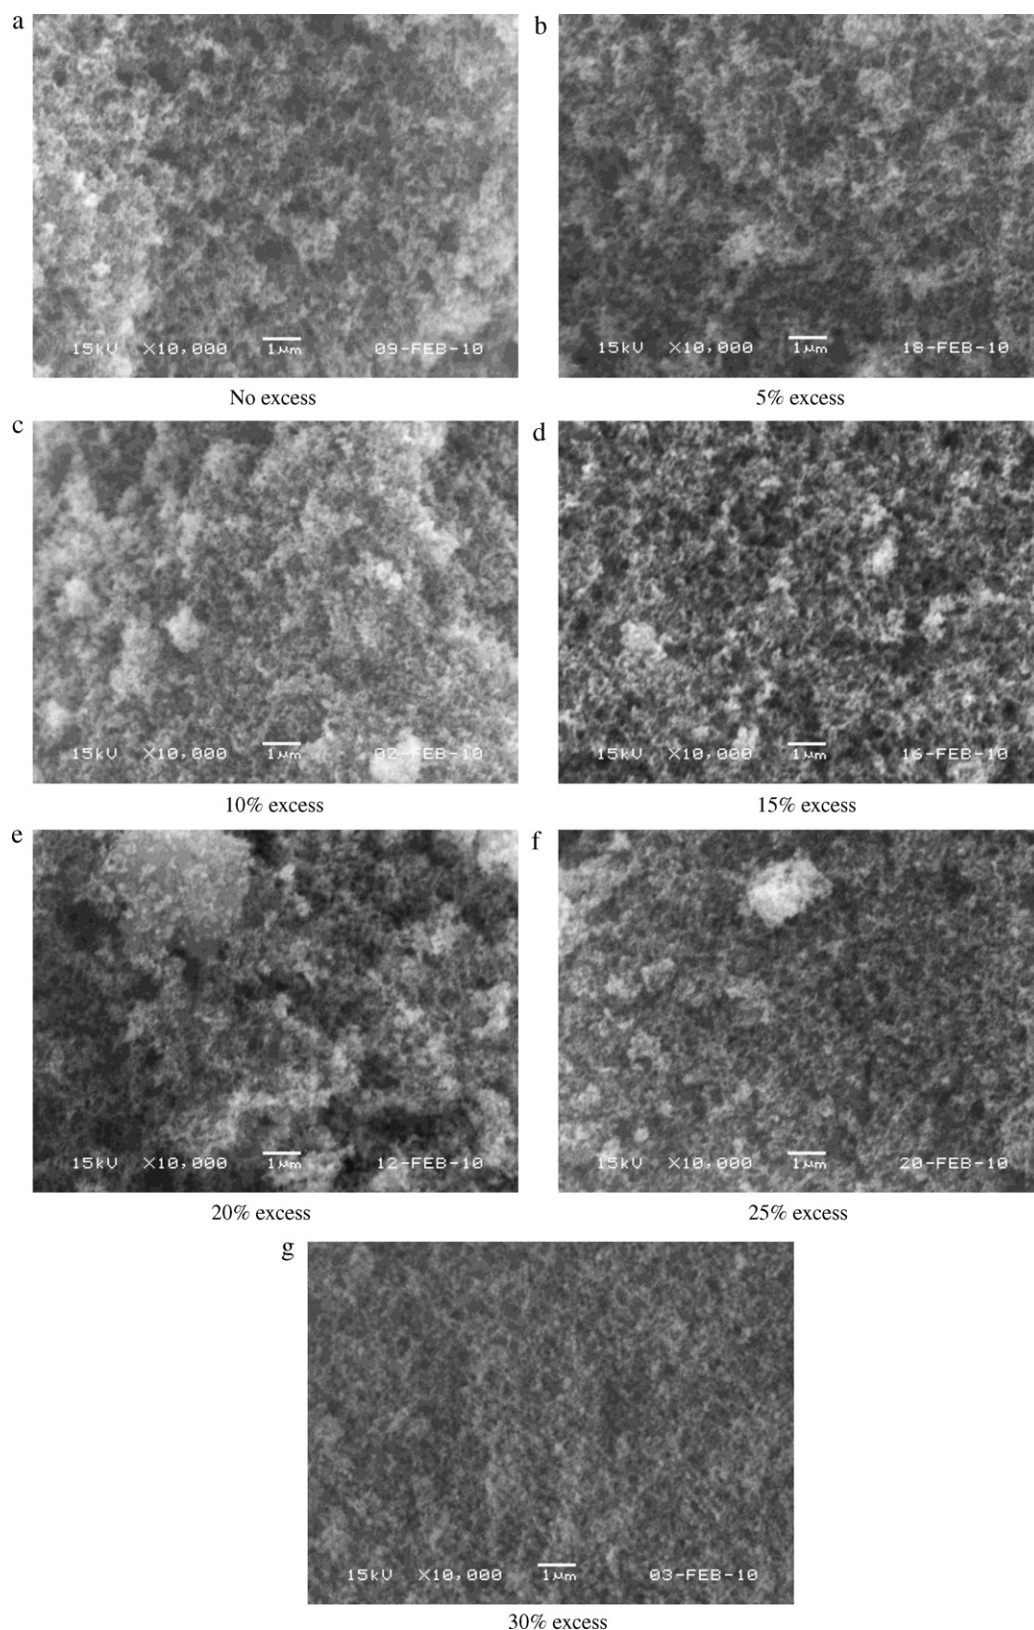 a
15kV X10,000 1μm 09-FEB-10
No excess
b
15kV X10,000 1μm 18-FEB-10
5% excess
c
15kV X10,000 1μm 02-FEB-10
10% excess
d
15kV X10,000 1μm 16-FEB-10
15% excess
e
15kV X10,000 1μm 12-FEB-10
20% excess
f
15kV X10,000 1μm 20-FEB-10
25% excess
g
15kV X10,000 1μm 03-FEB-10
30% excess